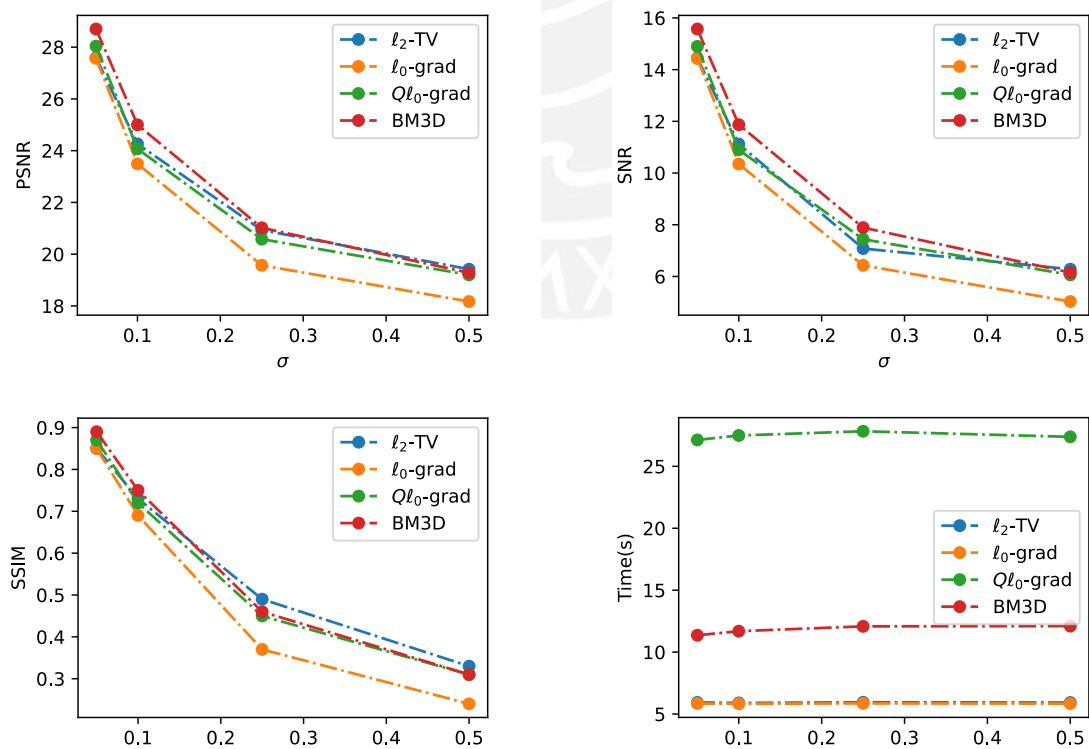 PSNR
28
26
24
22
20
18
0.1 0.2 0.3 0.4 0.5
σ
ℓ₂-TV
ℓ₀-grad
Qℓ₀-grad
BM3D
SNR
16
14
12
10
8
6
0.1 0.2 0.3 0.4 0.5
σ
ℓ₂-TV
ℓ₀-grad
Qℓ₀-grad
BM3D
SSIM
0.9
0.8
0.7
0.6
0.5
0.4
0.3
0.1 0.2 0.3 0.4 0.5
ℓ₂-TV
ℓ₀-grad
Qℓ₀-grad
BM3D
Time(s)
25
20
15
10
5
0.1 0.2 0.3 0.4 0.5
ℓ₂-TV
ℓ₀-grad
Qℓ₀-grad
BM3D